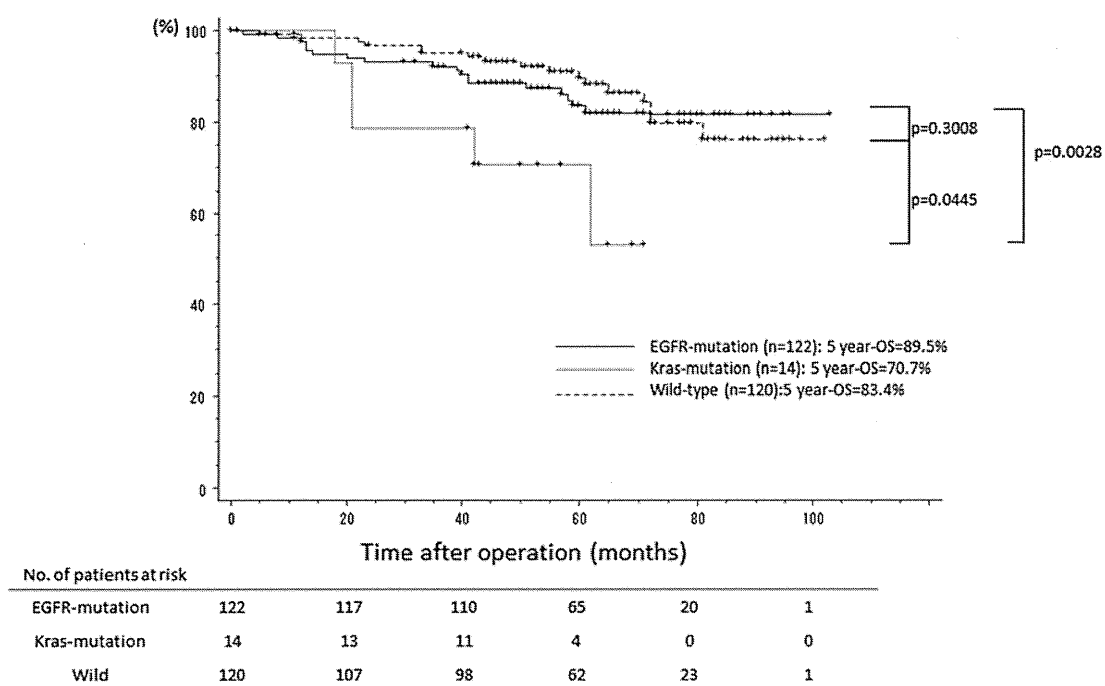 (%)
100
80
60
40
20
0
p=0.3008
p=0.0028
p=0.0445
EGFR-mutation (n=122): 5 year-OS=89.5%
Kras-mutation (n=14): 5 year-OS=70.7%
Wild-type (n=120):5 year-OS=83.4%
0 20 40 60 80 100
Time after operation (months)
No. of patients at risk
EGFR-mutation 122 117 110 65 20 1
Kras-mutation 14 13 11 4 0 0
Wild 120 107 98 62 23 1